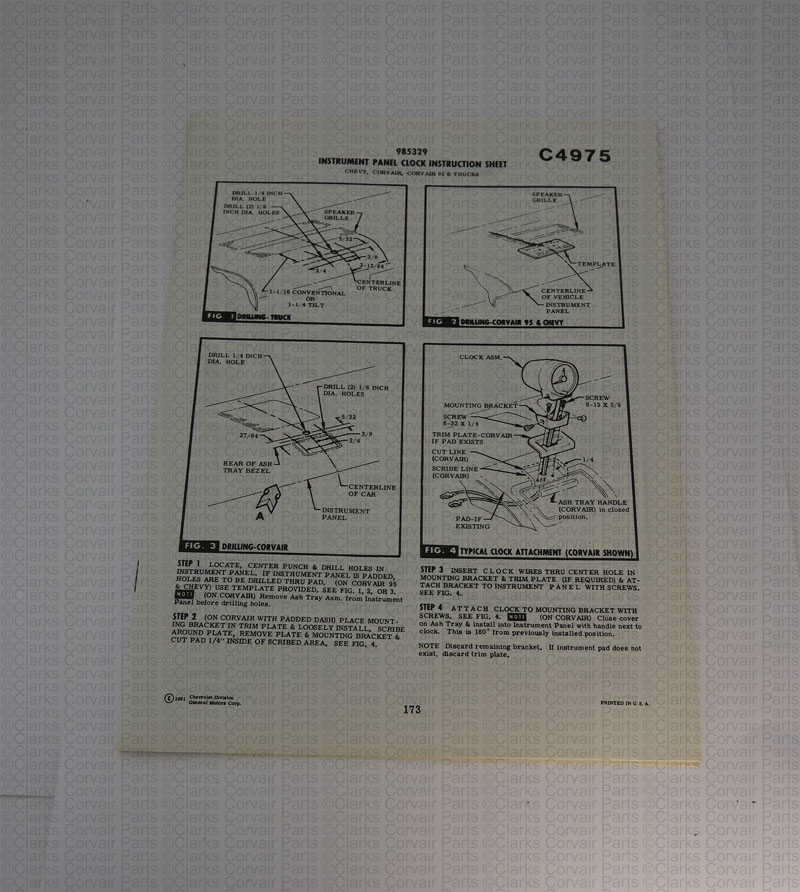 985329
C4975
INSTRUMENT PANEL CLOCK INSTRUCTION SHEET
CHEVY, CORVAIR, CORVAIR 95 & TRUCKS
DRILL 1/4 INCH
DIA. HOLE
DRILL (2) 1/8
INCH DIA. HOLES
SPEAKER
GRILLE
5/32
3/8
2-13/64
3/4
CENTERLINE
OF TRUCK
1-1/16 CONVENTIONAL
OR
1-1/4 TILT
FIG 1 DRILLING-TRUCK
SPEAKER
GRILLE
TEMPLATE
CENTERLINE
OF VEHICLE
INSTRUMENT
PANEL
FIG 2 DRILLING-CORVAIR 95 & CHEVY
DRILL 1/4 INCH
DIA. HOLE
DRILL (2) 1/8 INCH
DIA. HOLES
5/32
27/64
3/8
3/4
REAR OF ASH
TRAY BEZEL
CENTERLINE
OF CAR
INSTRUMENT
PANEL
A
FIG. 3 DRILLING-CORVAIR
CLOCK ASM.
SCREW
8-15 X 5/8
MOUNTING BRACKET
SCREW
6-32 X 1/4
TRIM PLATE-CORVAIR
IF PAD EXISTS
CUT LINE
(CORVAIR)
1/4
SCRIBE LINE
(CORVAIR)
ASH TRAY HANDLE
(CORVAIR) in closed
position.
PAD-IF
EXISTING
FIG. 4 TYPICAL CLOCK ATTACHMENT (CORVAIR SHOWN)
STEP 1 LOCATE, CENTER PUNCH & DRILL HOLES IN
INSTRUMENT PANEL. IF INSTRUMENT PANEL IS PADDED,
HOLES ARE TO BE DRILLED THRU PAD. (ON CORVAIR 95
& CHEVY) USE TEMPLATE PROVIDED, SEE FIG. 1, 2, OR 3.
NOTE (ON CORVAIR) Remove Ash Tray Asm. from Instrument
Panel before drilling holes.
STEP 2 (ON CORVAIR WITH PADDED DASH) PLACE MOUNT-
ING BRACKET IN TRIM PLATE & LOOSELY INSTALL, SCRIBE
AROUND PLATE, REMOVE PLATE & MOUNTING BRACKET &
CUT PAD 1/4" INSIDE OF SCRIBED AREA. SEE FIG. 4.
STEP 3 INSERT CLOCK WIRES THRU CENTER HOLE IN
MOUNTING BRACKET & TRIM PLATE (IF REQUIRED) & AT-
TACH BRACKET TO INSTRUMENT PANEL WITH SCREWS.
SEE FIG. 4.
STEP 4 ATTACH CLOCK TO MOUNTING BRACKET WITH
SCREWS, SEE FIG. 4. NOTE (ON CORVAIR) Close cover
on Ash Tray & install into Instrument Panel with handle next to
clock. This is 180° from previously installed position.
NOTE Discard remaining bracket. If instrument pad does not
exist, discard trim plate.
© 1961 Chevrolet Division
General Motors Corp.
173
PRINTED IN U. S. A.
©Clarks Corvair Parts